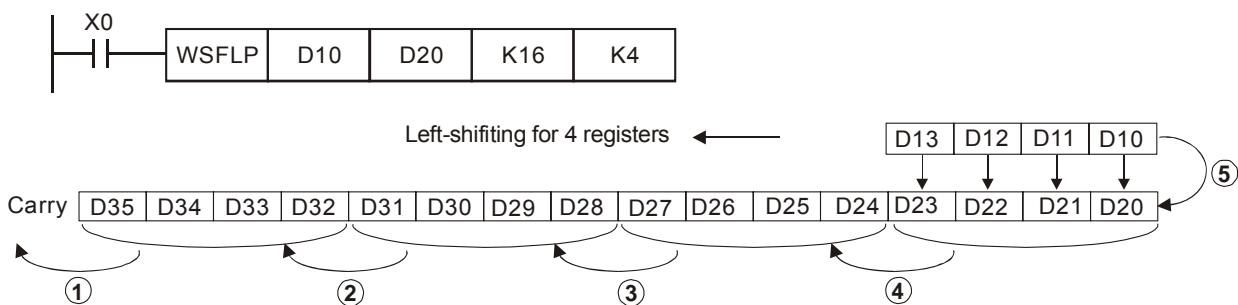 X0
WSFLP D10 D20 K16 K4
Left-shifiting for 4 registers
D13 D12 D11 D10
5
Carry D35 D34 D33 D32 D31 D30 D29 D28 D27 D26 D25 D24 D23 D22 D21 D20
1 2 3 4